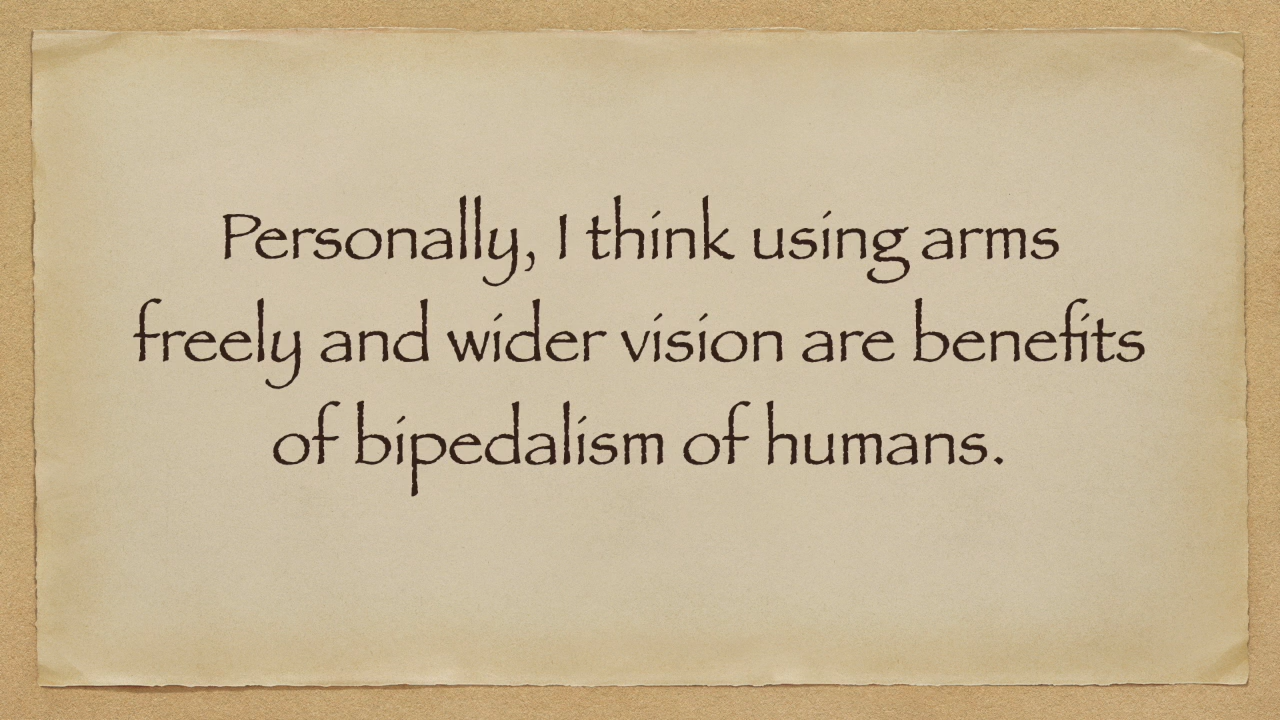 Personally, I think using arms
freely and wider vision are benefits
of bipedalism of humans.